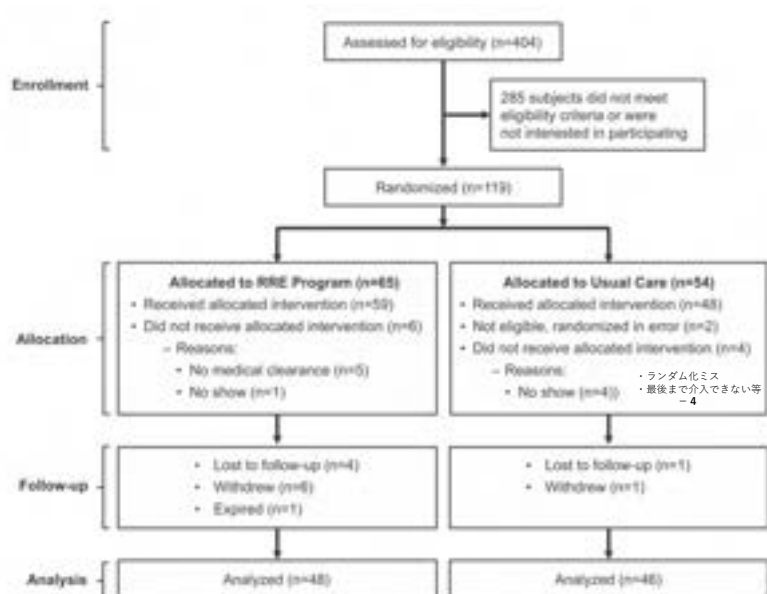 Assessed for eligibility (n=404)
Enrollment
285 subjects did not meet
eligibility criteria or were
not interested in participating
Randomized (n=119)
Allocation
Allocated to RRE Program (n=65)
• Received allocated intervention (n=59)
• Did not receive allocated intervention (n=6)
– Reasons:
• No medical clearance (n=5)
• No show (n=1)
Allocated to Usual Care (n=54)
• Received allocated intervention (n=48)
• Not eligible, randomized in error (n=2)
• Did not receive allocated intervention (n=4)
– Reasons:
• No show (n=4))
・ランダム化ミス
・最後まで介入できない等
– 4
Follow-up
• Lost to follow-up (n=4)
• Withdrew (n=6)
• Expired (n=1)
• Lost to follow-up (n=1)
• Withdrew (n=1)
Analysis
Analyzed (n=48)
Analyzed (n=46)